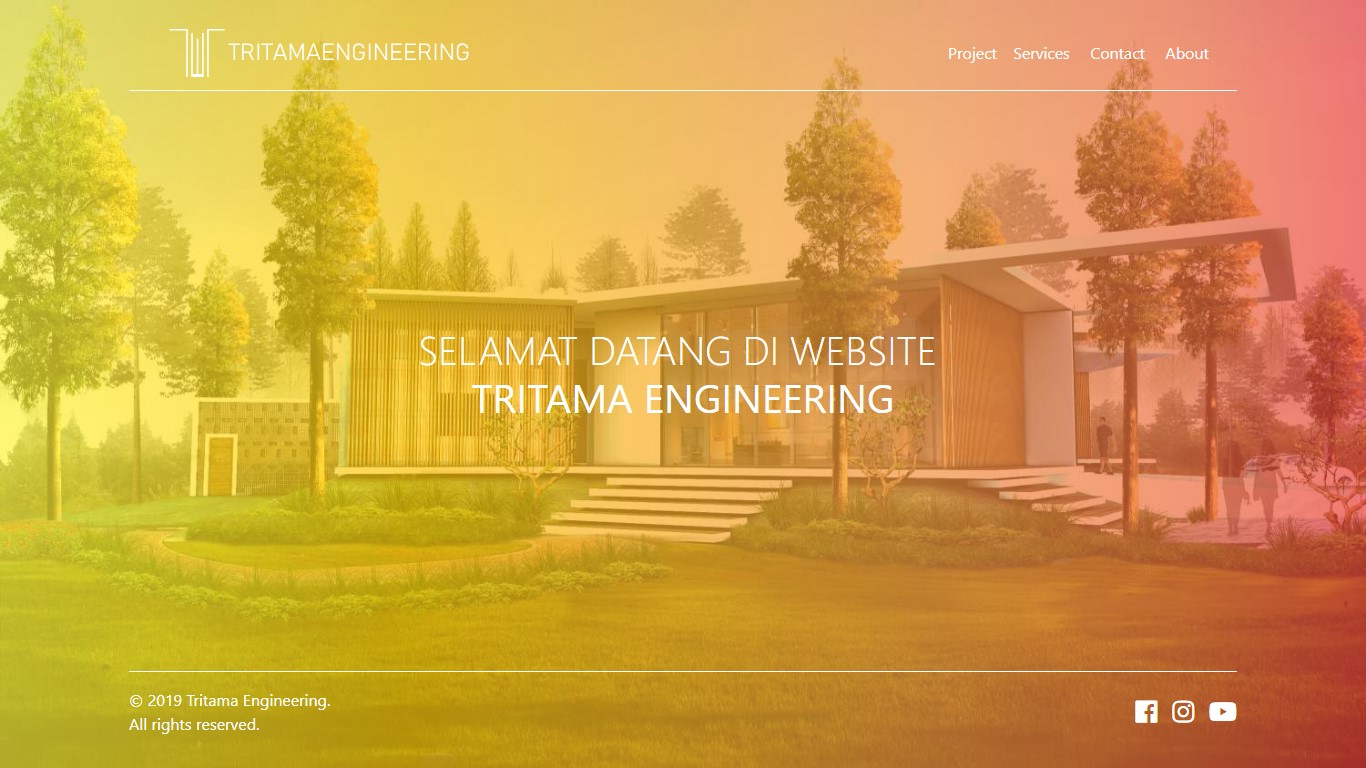 TRITAMAENGINEERING
Project Services Contact About
SELAMAT DATANG DI WEBSITE
TRITAMA ENGINEERING
© 2019 Tritama Engineering.
All rights reserved.